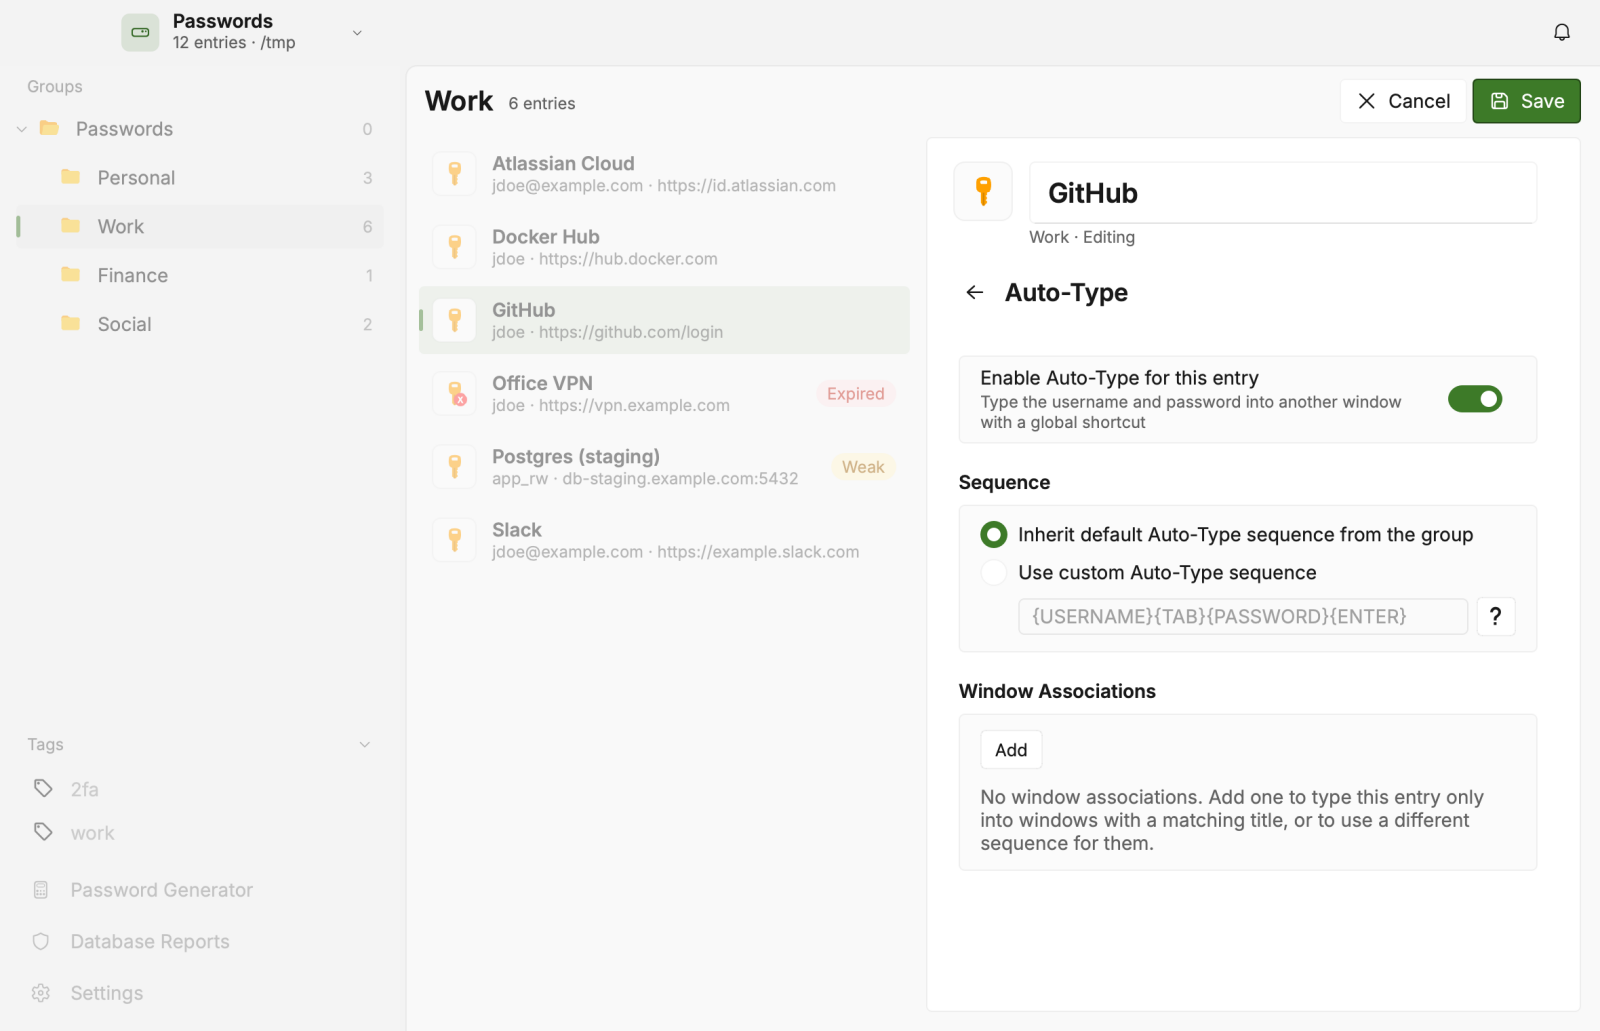 Passwords
12 entries · /tmp
Groups
Passwords 0
Personal 3
Work 6
Finance 1
Social 2
Tags
2fa
work
Password Generator
Database Reports
Settings
Work 6 entries
Cancel
Save
Atlassian Cloud
jdoe@example.com · https://id.atlassian.com
Docker Hub
jdoe · https://hub.docker.com
GitHub
jdoe · https://github.com/login
Office VPN
jdoe · https://vpn.example.com
Expired
Postgres (staging)
app_rw · db-staging.example.com:5432
Weak
Slack
jdoe@example.com · https://example.slack.com
GitHub
Work · Editing
Auto-Type
Enable Auto-Type for this entry
Type the username and password into another window
with a global shortcut
Sequence
Inherit default Auto-Type sequence from the group
Use custom Auto-Type sequence
{USERNAME}{TAB}{PASSWORD}{ENTER}
?
Window Associations
Add
No window associations. Add one to type this entry only
into windows with a matching title, or to use a different
sequence for them.